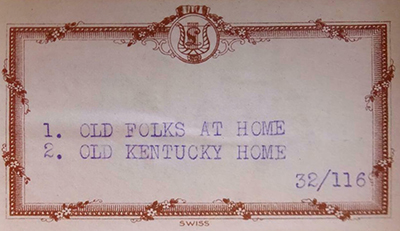 1. OLD FOLKS AT HOME
2. OLD KENTUCKY HOME
32/116
SWISS